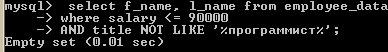 mysql> select f_name, l_name from employee_data
-> where salary <= 90000
-> AND title NOT LIKE '%программист%';
Empty set (0.01 sec)